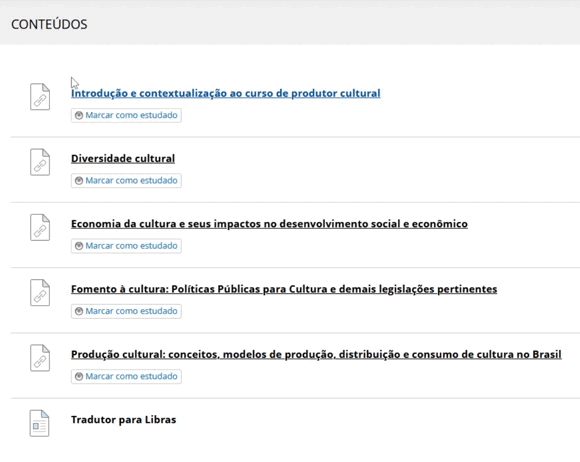 CONTEÚDOS
Introdução e contextualização ao curso de produtor cultural
Marcar como estudado
Diversidade cultural
Marcar como estudado
Economia da cultura e seus impactos no desenvolvimento social e econômico
Marcar como estudado
Fomento à cultura: Políticas Públicas para Cultura e demais legislações pertinentes
Marcar como estudado
Produção cultural: conceitos, modelos de produção, distribuição e consumo de cultura no Brasil
Marcar como estudado
Tradutor para Libras